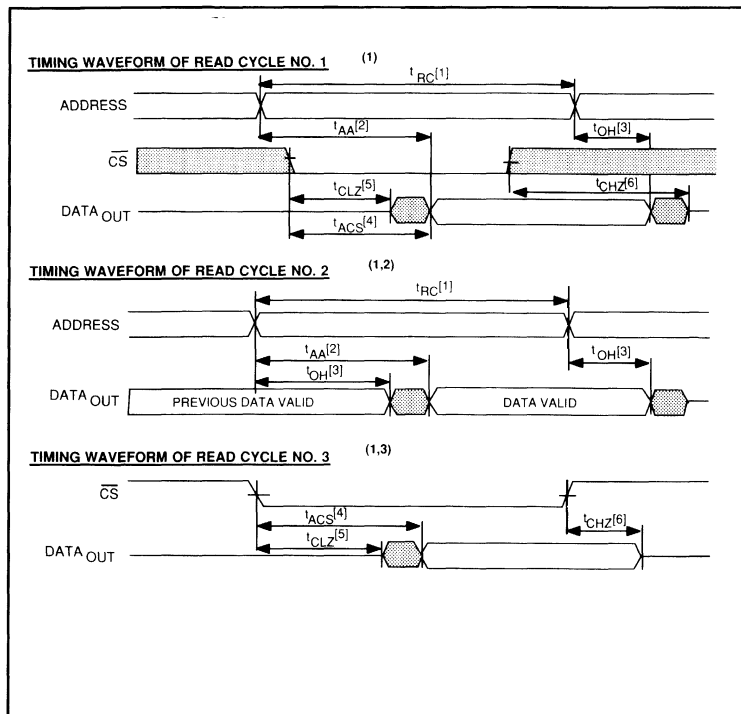 TIMING WAVEFORM OF READ CYCLE NO. 1 (1)
tRC[1]
ADDRESS
tAA[2]
tOH[3]
CS
tCLZ[5]
tCHZ[6]
DATA OUT
tACS[4]
TIMING WAVEFORM OF READ CYCLE NO. 2 (1,2)
tRC[1]
ADDRESS
tAA[2]
tOH[3]
tOH[3]
DATA OUT
PREVIOUS DATA VALID
DATA VALID
TIMING WAVEFORM OF READ CYCLE NO. 3 (1,3)
CS
tACS[4]
tCHZ[6]
tCLZ[5]
DATA OUT